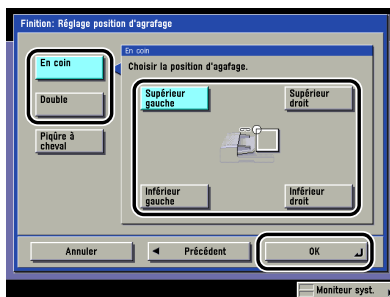 Finition: Réglage position d'agrafage
En coin
En coin
Choisir la position d'agafage.
Double
Piqûre à
cheval
Supérieur
gauche
Supérieur
droit
Inférieur
gauche
Inférieur
droit
Annuler
Précédent
OK
Moniteur syst.